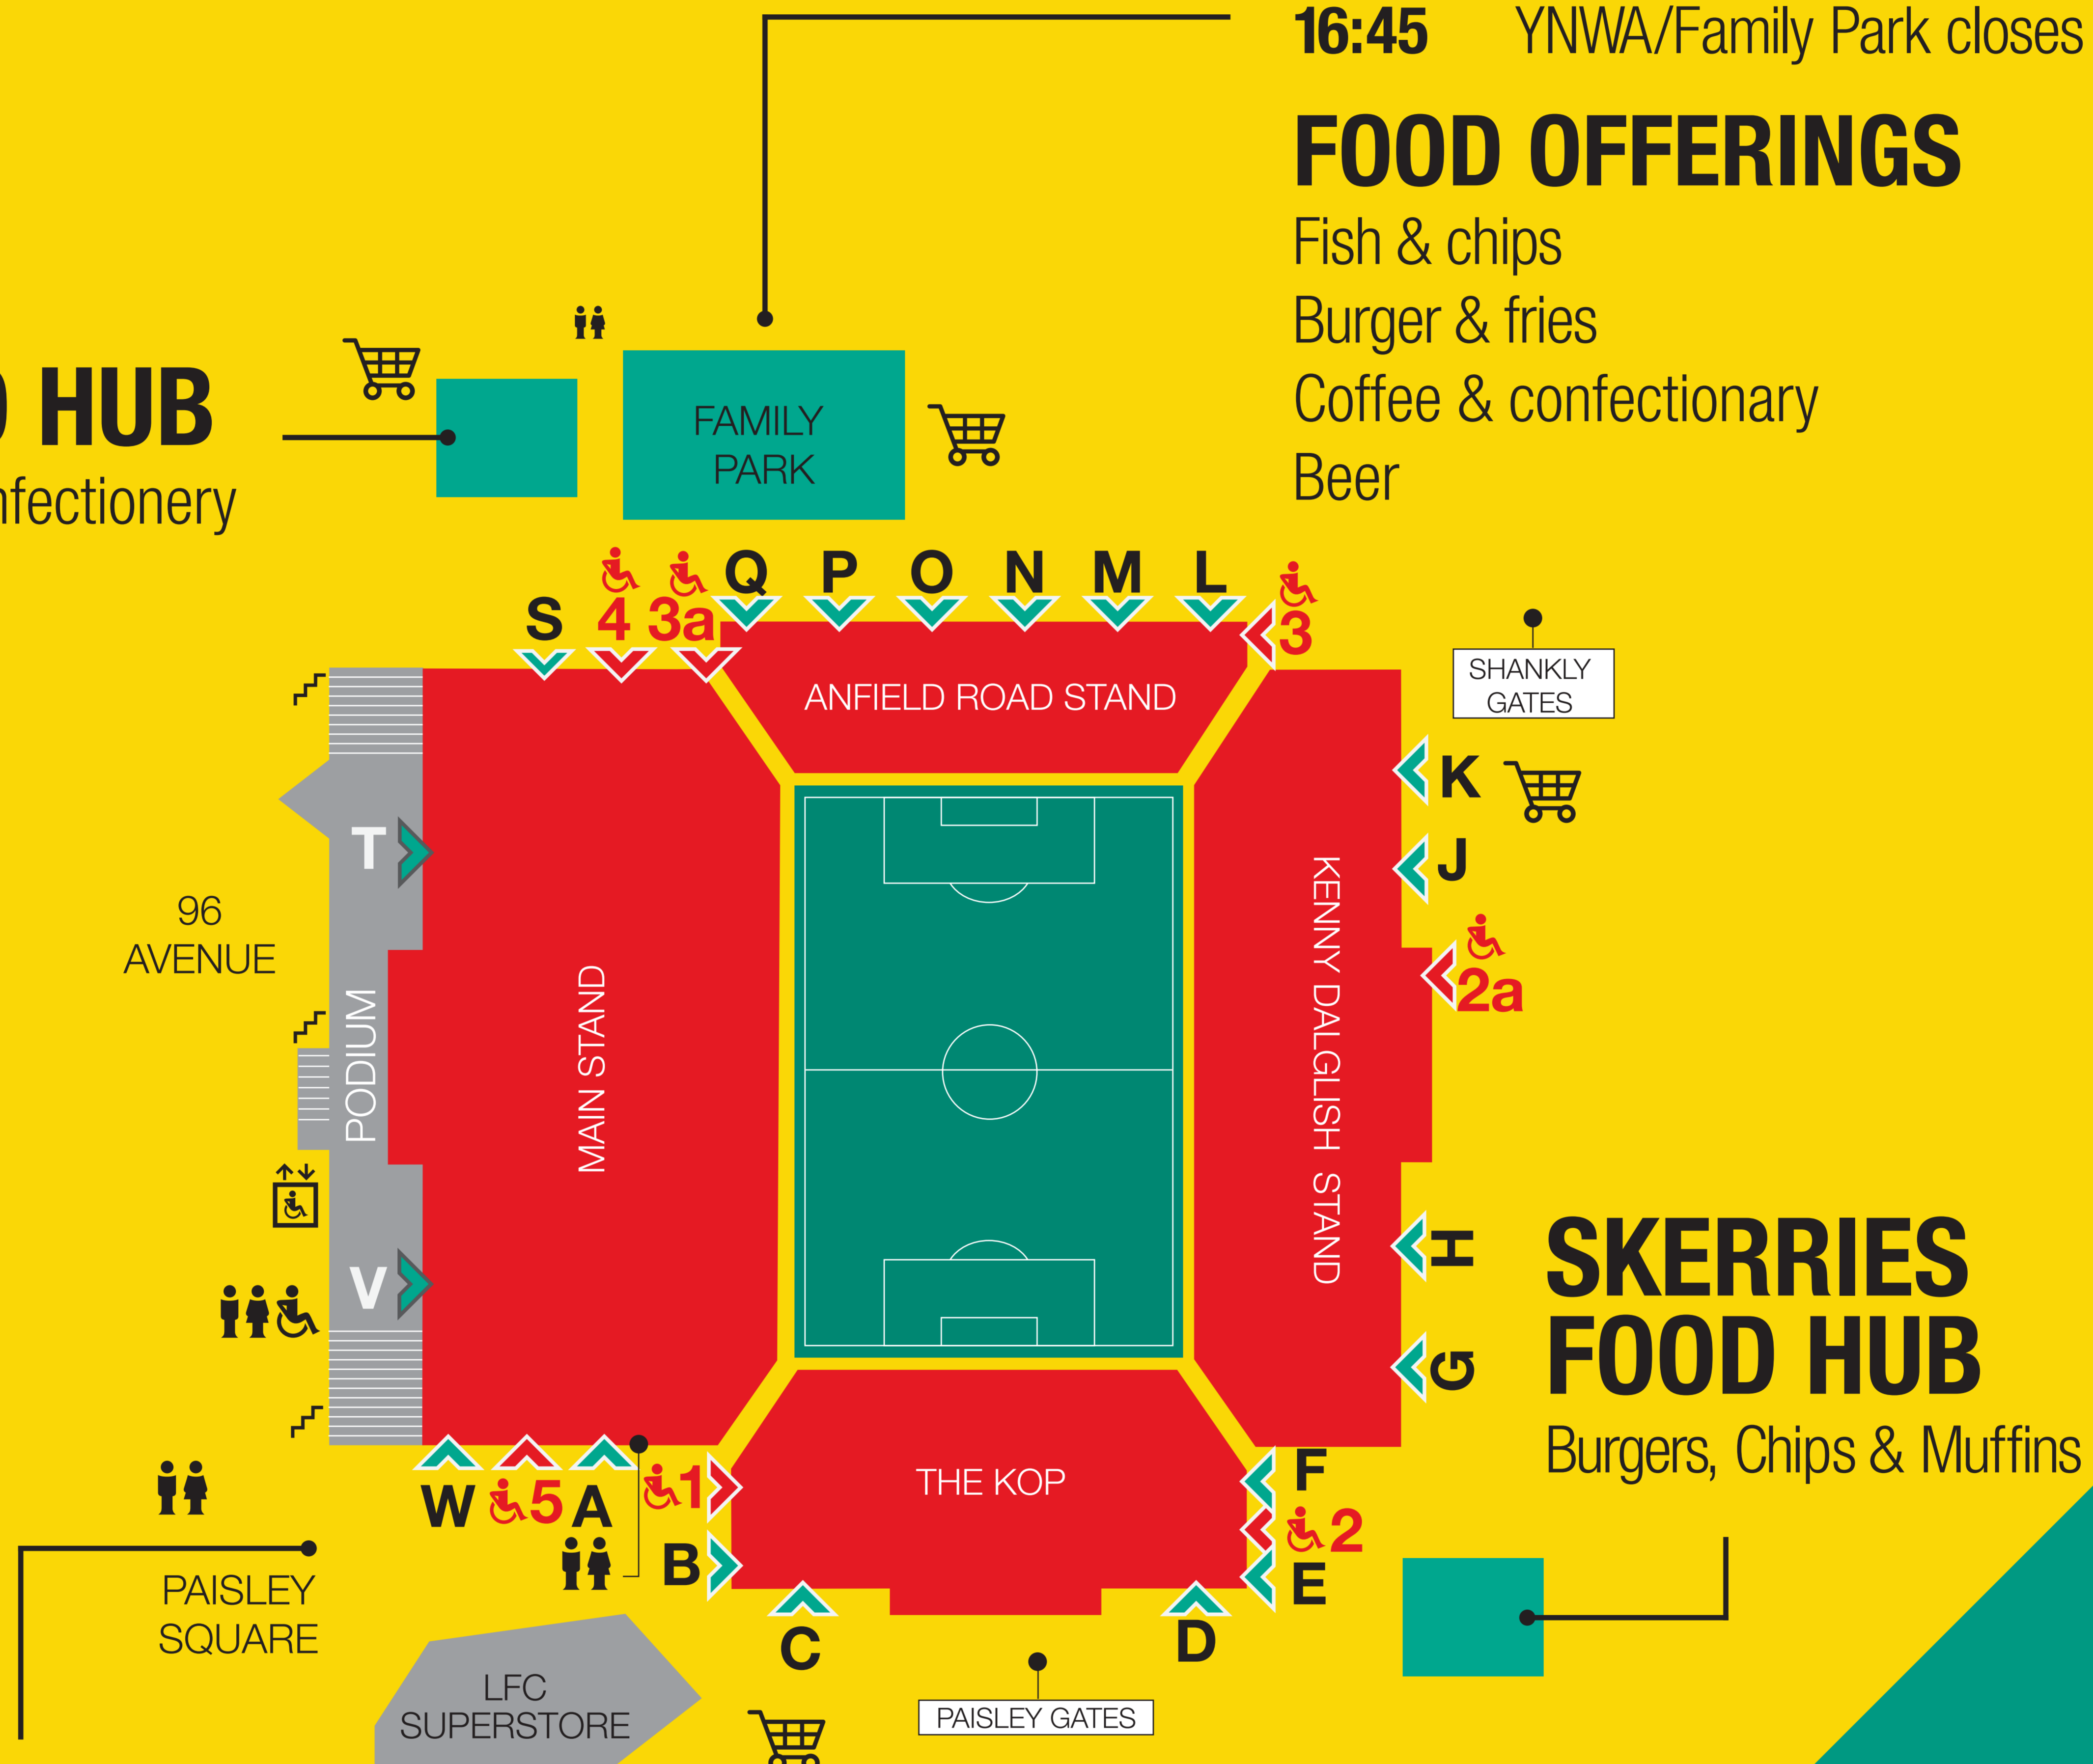 16:45 YNWA/Family Park closes
FOOD OFFERINGS
Fish & chips
Burger & fries
Coffee & confectionary
Beer
HUB
nfectionery
FAMILY
PARK
S
4
3a
Q
P
O
N
M
L
3
ANFIELD ROAD STAND
SHANKLY
GATES
K
J
2a
H
G
T
96
AVENUE
PODIUM
V
MAIN STAND
KENNY DALGLISH STAND
SKERRIES
FOOD HUB
Burgers, Chips & Muffins
THE KOP
W
5
A
1
B
C
D
F
2
E
PAISLEY
SQUARE
LFC
SUPERSTORE
PAISLEY GATES